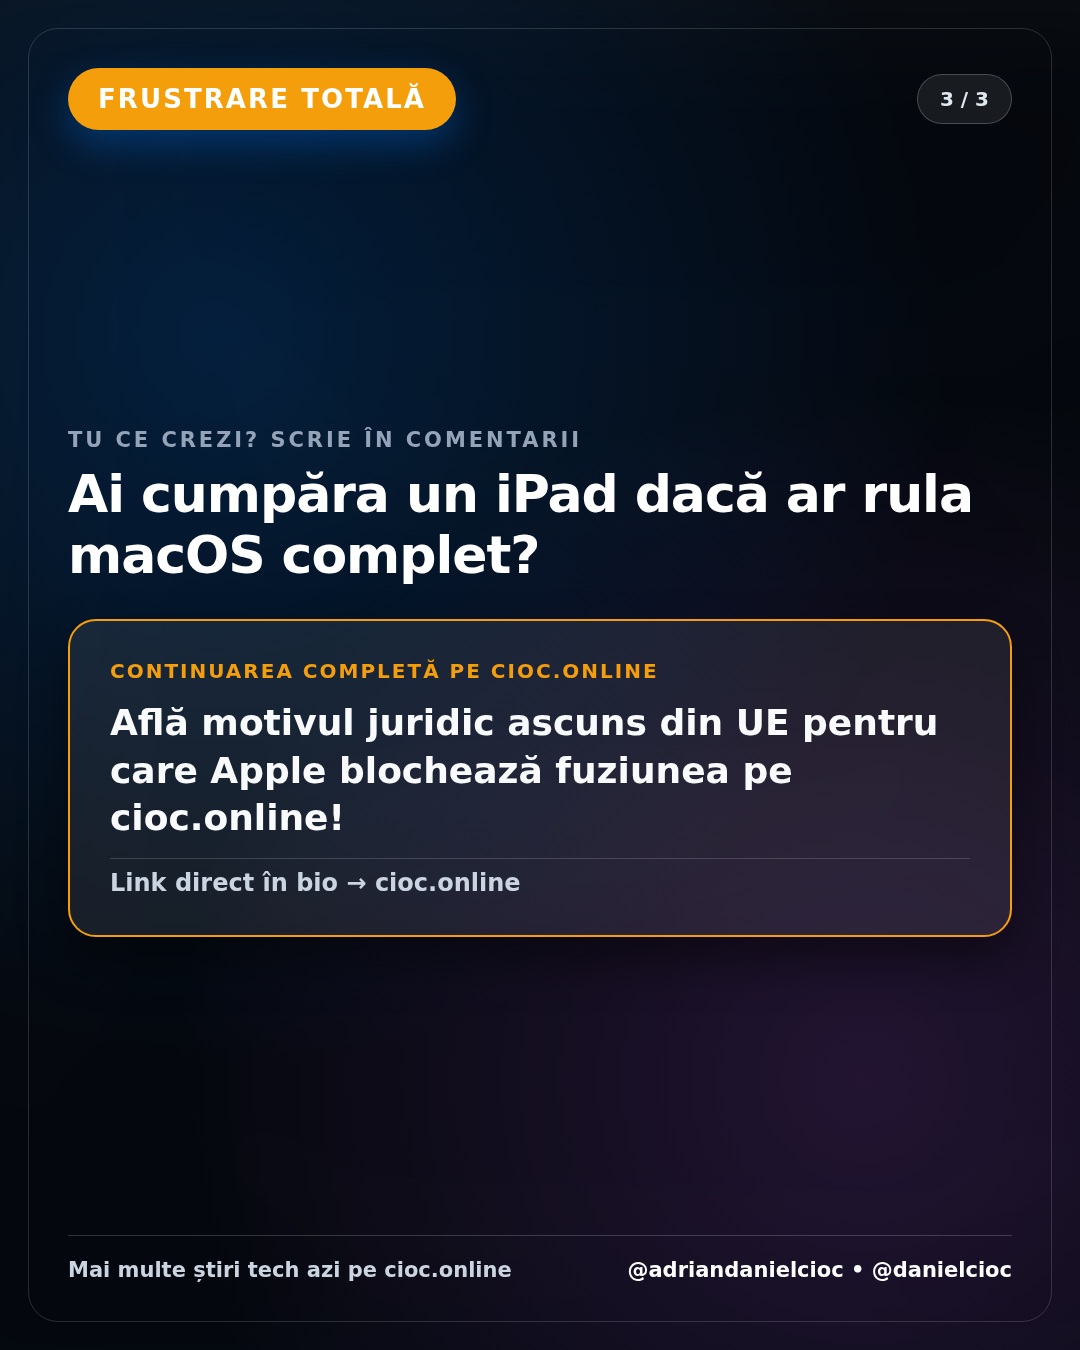 FRUSTRARE TOTALĂ
3 / 3
TU CE CREZI? SCRIE ÎN COMENTARII
Ai cumpăra un iPad dacă ar rula
macOS complet?
CONTINUAREA COMPLETĂ PE CIOC.ONLINE
Află motivul juridic ascuns din UE pentru
care Apple blochează fuziunea pe
cioc.online!
Link direct în bio → cioc.online
Mai multe știri tech azi pe cioc.online
@adriandanielcioc • @danielcioc